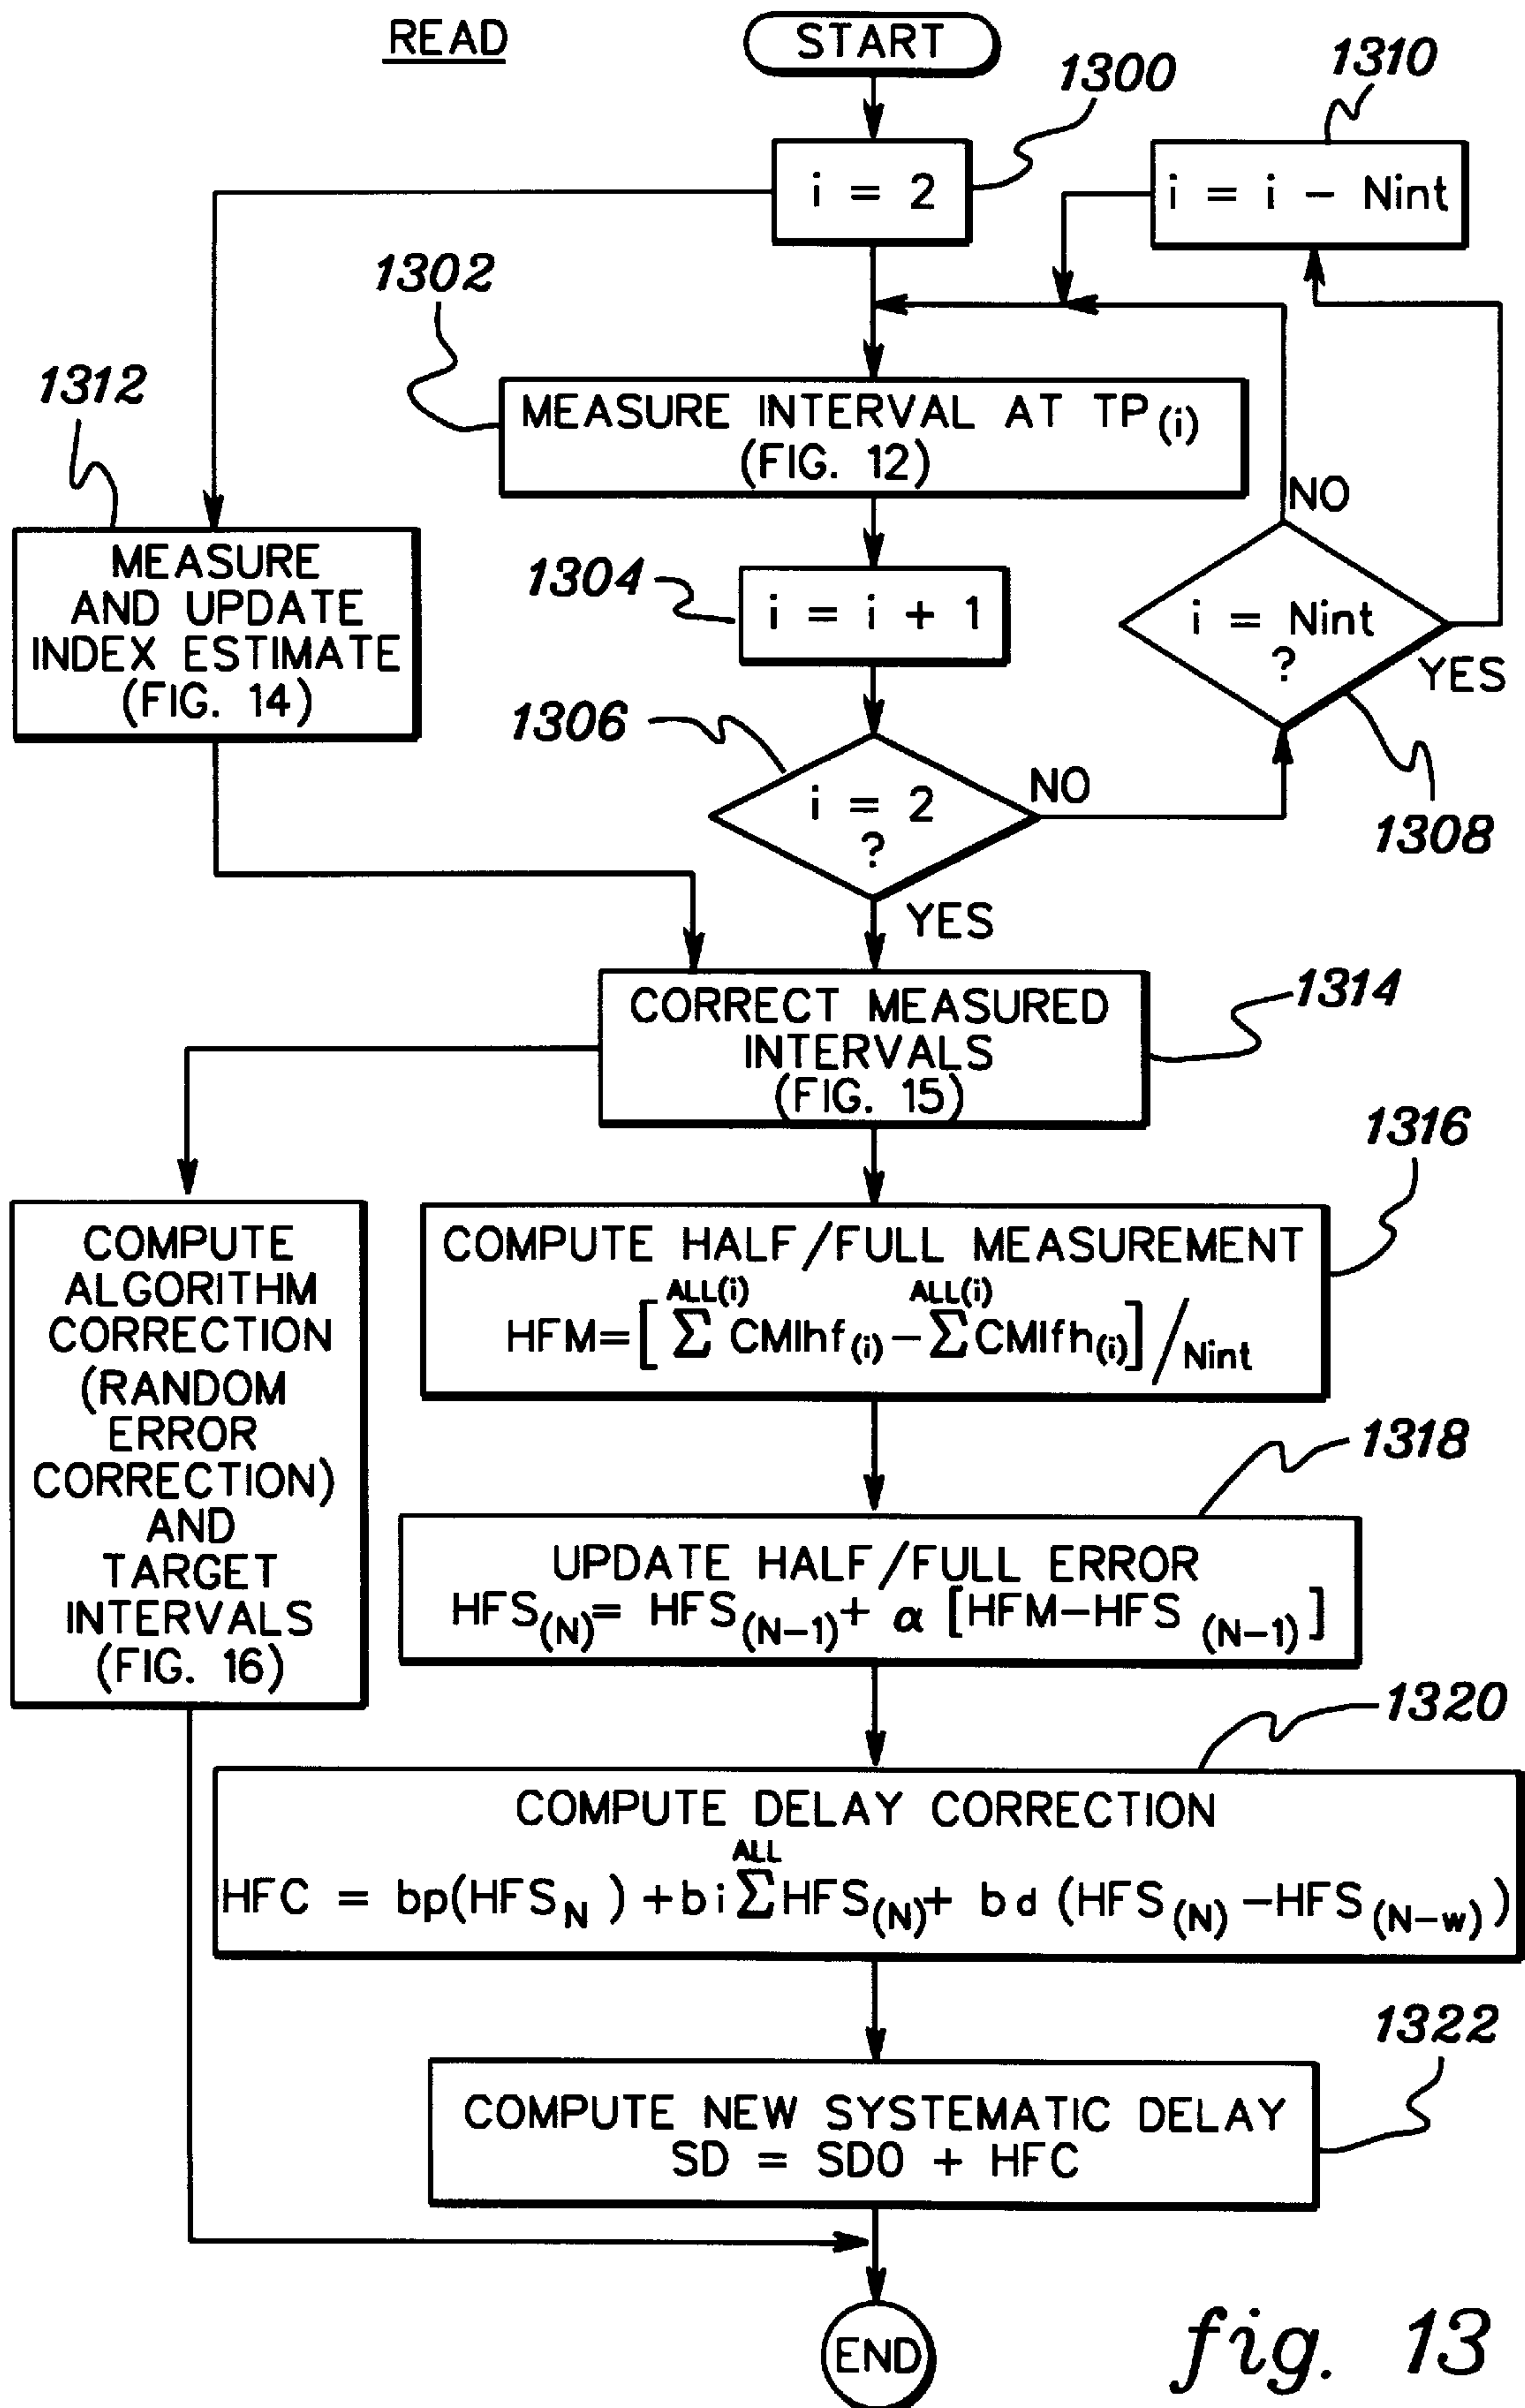 READ
START
1300
1310
i = 2
i = i - Nint
1302
1312
MEASURE INTERVAL AT TP(i)
(FIG. 12)
NO
MEASURE
AND UPDATE
INDEX ESTIMATE
(FIG. 14)
1304
i = i + 1
i = Nint
?
YES
1306
i = 2
?
NO
1308
YES
CORRECT MEASURED
INTERVALS
(FIG. 15)
1314
1316
COMPUTE
ALGORITHM
CORRECTION
(RANDOM
ERROR
CORRECTION)
AND
TARGET
INTERVALS
(FIG. 16)
COMPUTE HALF/FULL MEASUREMENT
ALL(i) ALL(i)
HFM=[ Σ CMIhf(i) - Σ CMIfh(i)] / Nint
1318
UPDATE HALF/FULL ERROR
HFS(N)= HFS(N-1)+ α [HFM-HFS (N-1)]
1320
COMPUTE DELAY CORRECTION
ALL
HFC = bp(HFSN ) +bi Σ HFS(N)+ bd (HFS(N) -HFS(N-w))
1322
COMPUTE NEW SYSTEMATIC DELAY
SD = SD0 + HFC
END
fig. 13